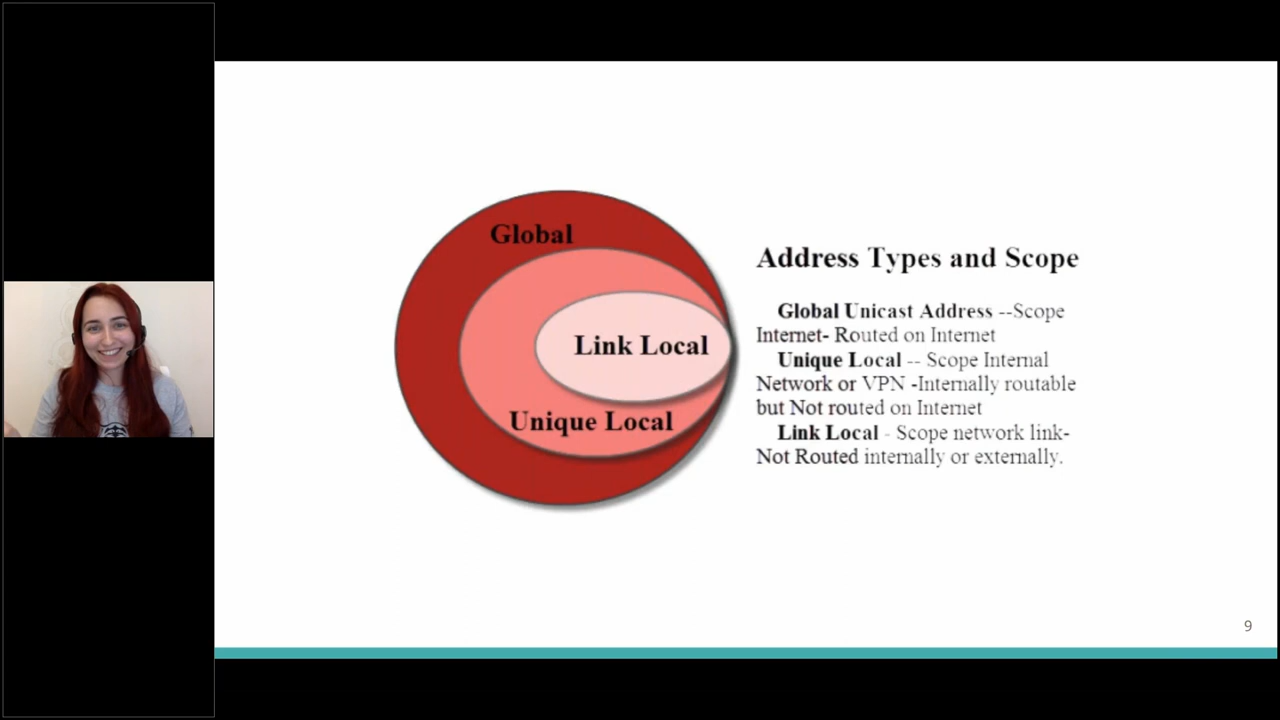 Global
Link Local
Unique Local
Address Types and Scope
Global Unicast Address --Scope
Internet- Routed on Internet
Unique Local -- Scope Internal
Network or VPN -Internally routable
but Not routed on Internet
Link Local - Scope network link-
Not Routed internally or externally.
9